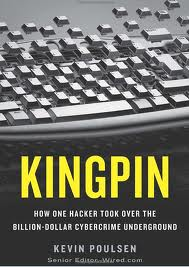 KINGPIN
HOW ONE HACKER TOOK OVER THE
BILLION-DOLLAR CYBERCRIME UNDERGROUND
KEVIN POULSEN
Senior Editor, Wired.com